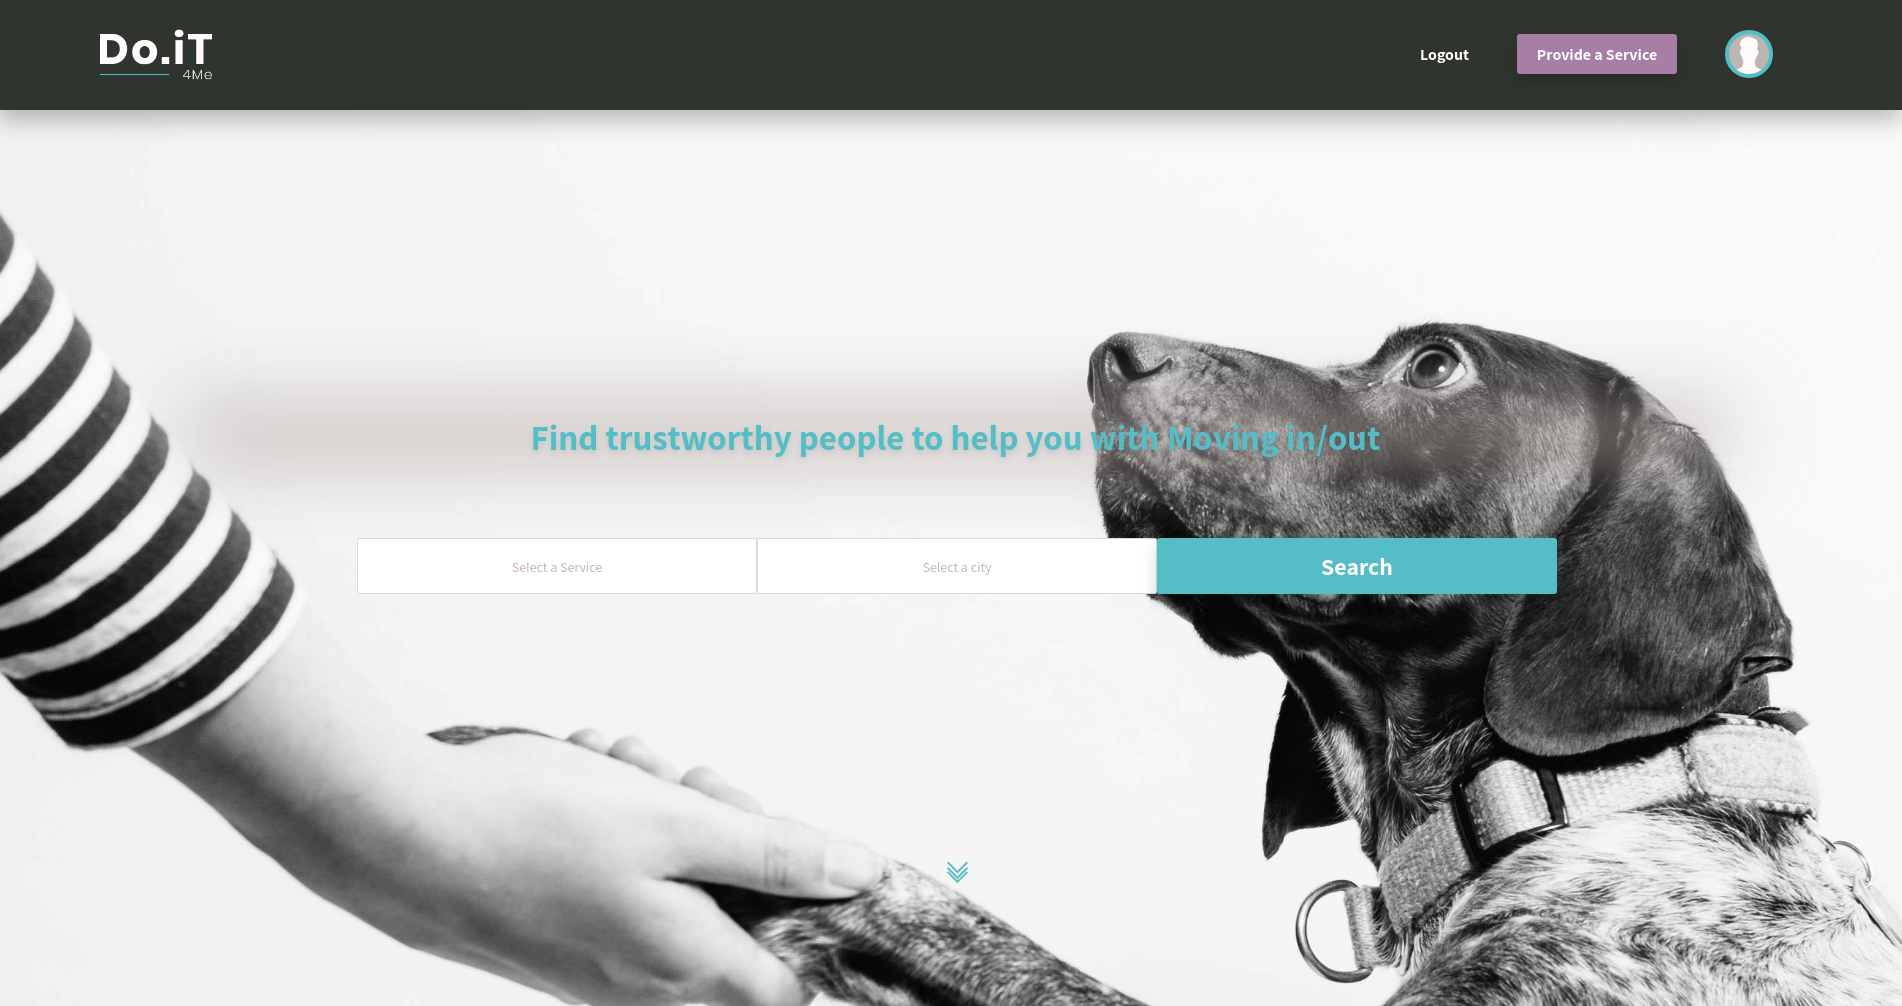 Do.iT
4Me
Logout
Provide a Service
Find trustworthy people to help you with Moving in/out
Select a Service
Select a city
Search